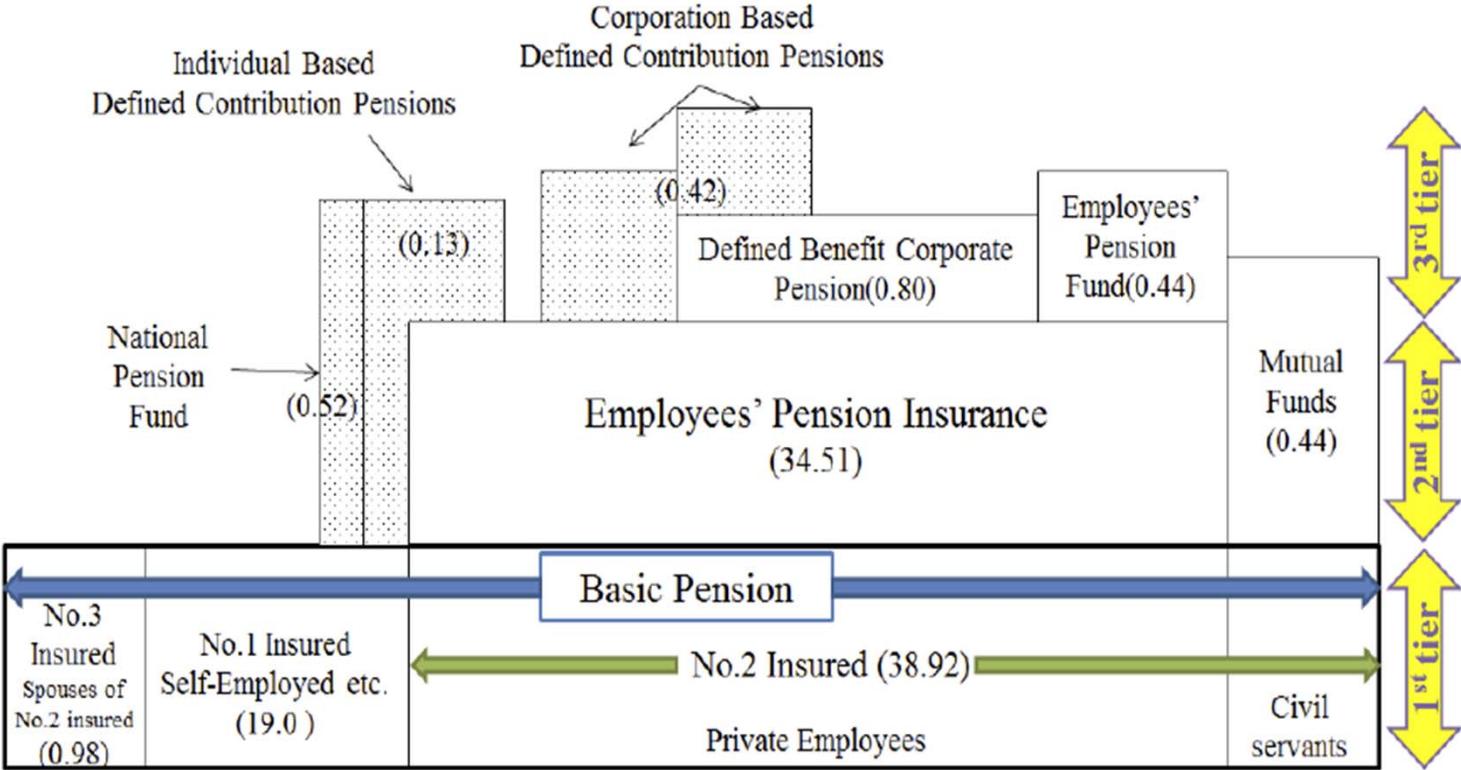 Corporation Based
Defined Contribution Pensions
Individual Based
Defined Contribution Pensions
(0.42)
(0.13)
Defined Benefit Corporate
Pension(0.80)
Employees’
Pension
Fund(0.44)
3rd tier
National
Pension
Fund
(0.52)
Employees’ Pension Insurance
(34.51)
Mutual
Funds
(0.44)
2nd tier
Basic Pension
No.3
Insured
Spouses of
No.2 insured
(0.98)
No.1 Insured
Self-Employed etc.
(19.0 )
No.2 Insured (38.92)
Private Employees
Civil
servants
1st tier